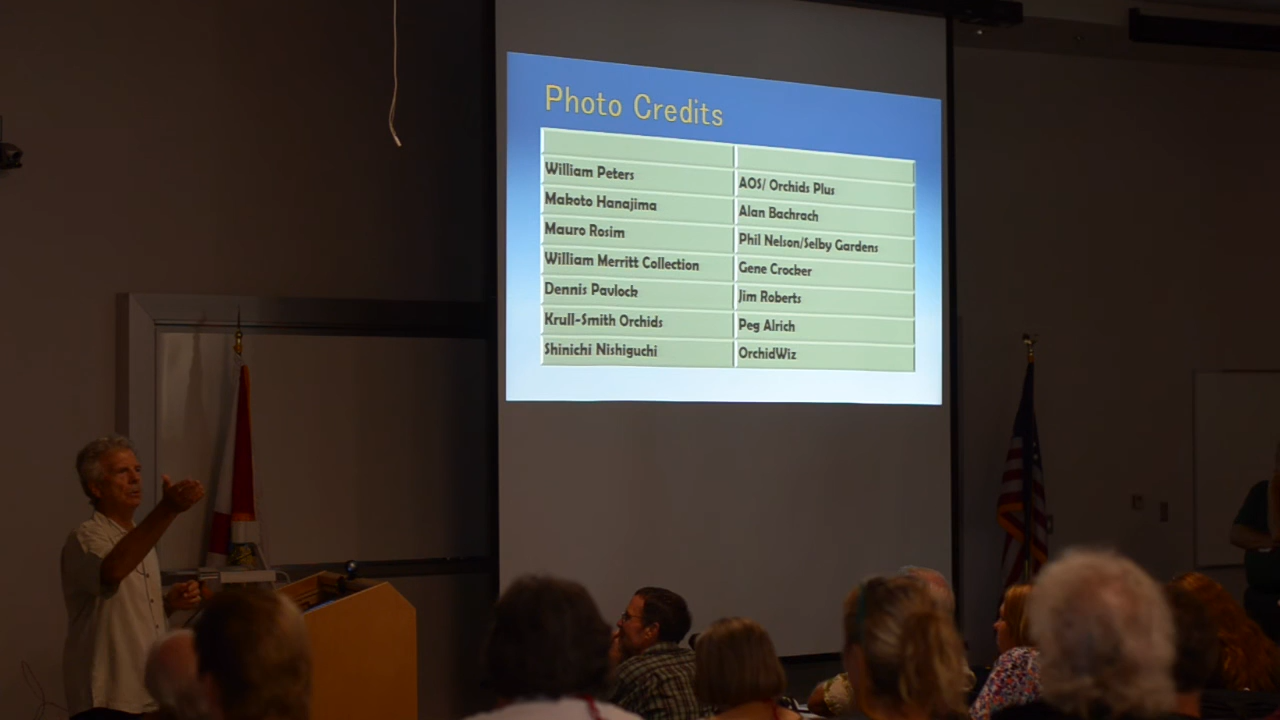 Photo Credits
William Peters
AOS/ Orchids Plus
Makoto Hanajima
Alan Bachrach
Mauro Rosim
Phil Nelson/Selby Gardens
William Merritt Collection
Gene Crocker
Dennis Pavlock
Jim Roberts
Krull-Smith Orchids
Peg Alrich
Shinichi Nishiguchi
OrchidWiz